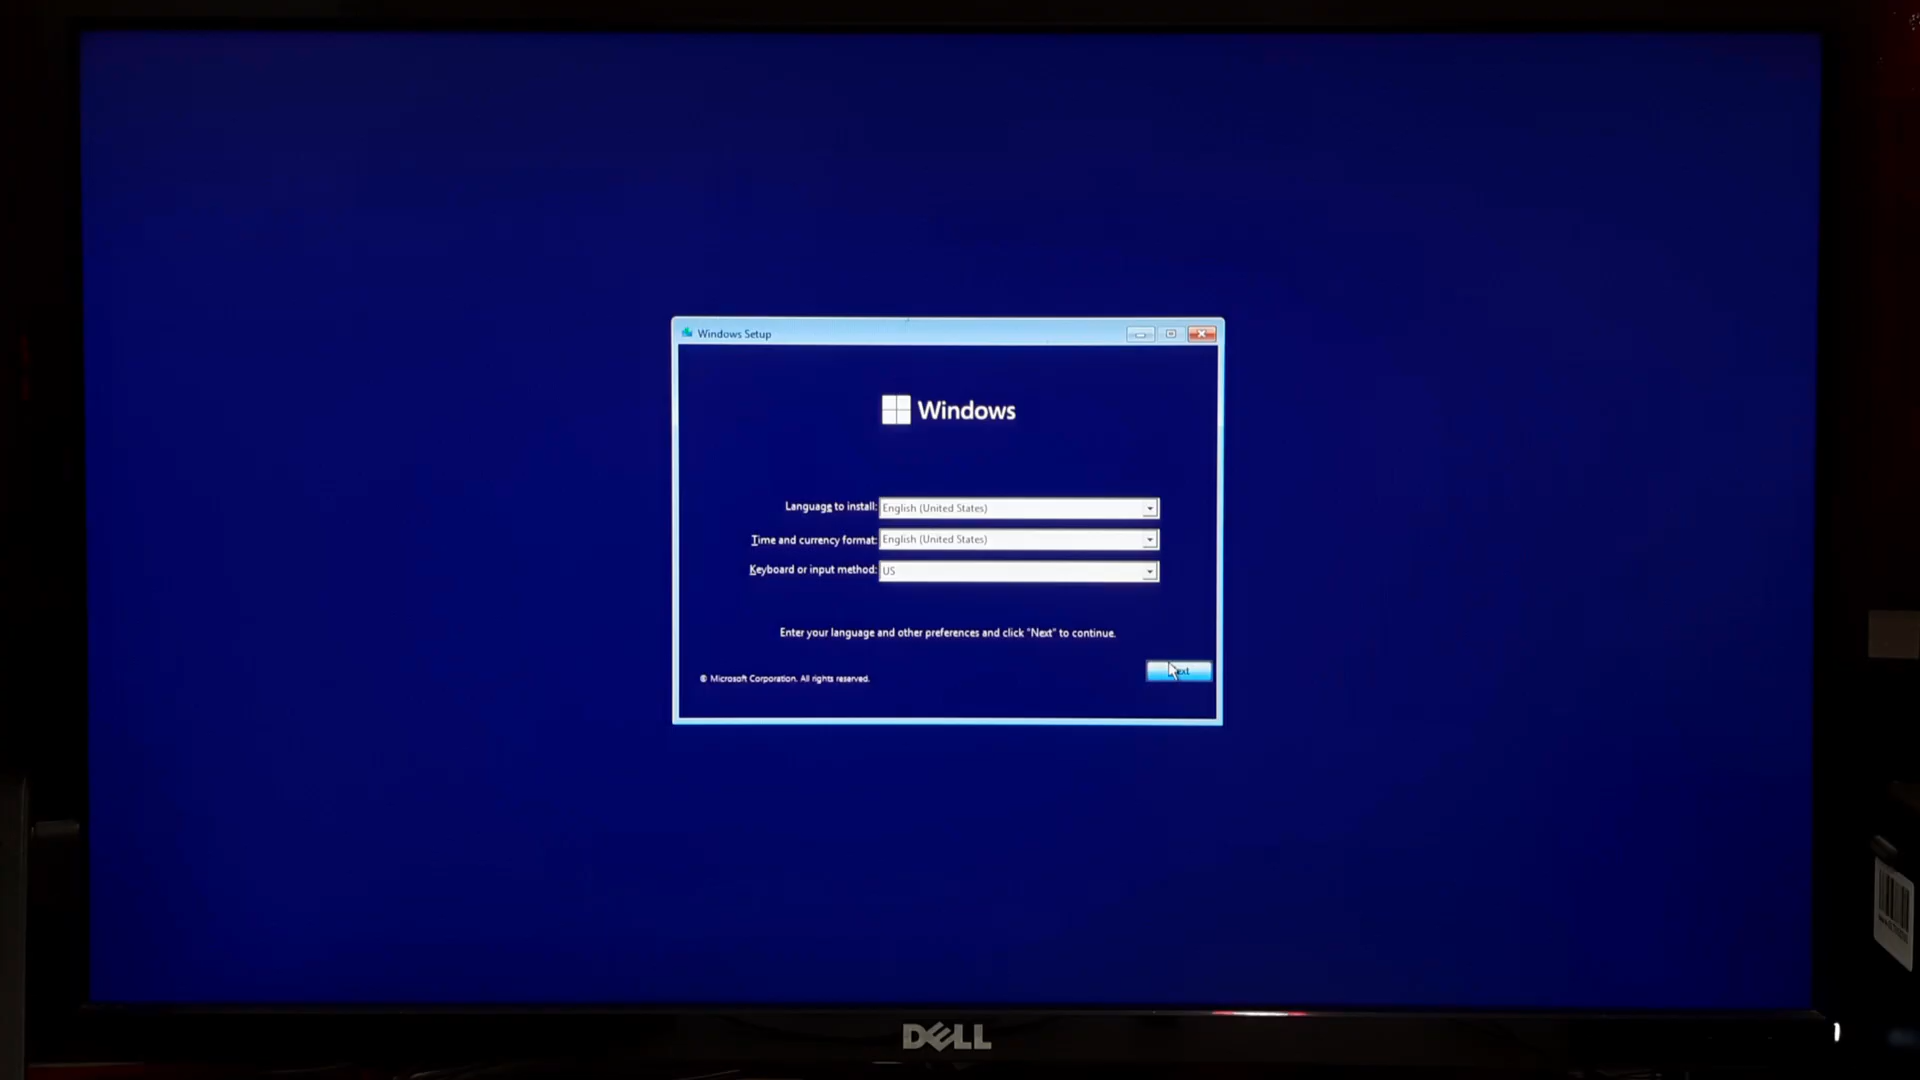 Windows Setup
Windows
Language to install: English (United States)
Time and currency format: English (United States)
Keyboard or input method: US
Enter your language and other preferences and click "Next" to continue.
© Microsoft Corporation. All rights reserved.
DELL